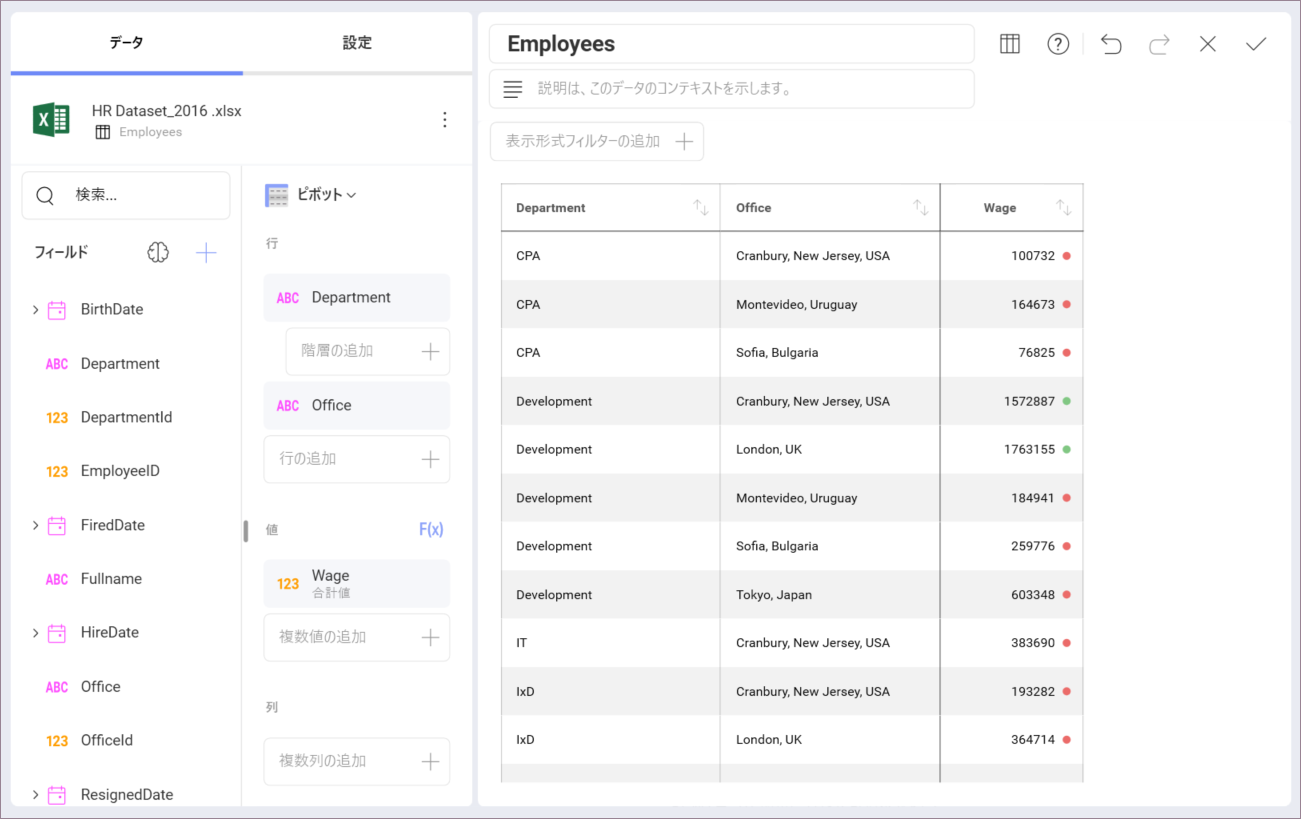 データ
設定
HR Dataset_2016 .xlsx
Employees
検索...
フィールド
BirthDate
ABC Department
123 DepartmentId
123 EmployeeID
FiredDate
ABC Fullname
HireDate
ABC Office
123 OfficeId
ResignedDate
ピボット
行
ABC Department
階層の追加
ABC Office
行の追加
値 F(x)
123 Wage
合計値
複数値の追加
列
複数列の追加
Employees
説明は、このデータのコンテキストを示します。
表示形式フィルターの追加
Department Office Wage
CPA Cranbury, New Jersey, USA 100732
CPA Montevideo, Uruguay 164673
CPA Sofia, Bulgaria 76825
Development Cranbury, New Jersey, USA 1572887
Development London, UK 1763155
Development Montevideo, Uruguay 184941
Development Sofia, Bulgaria 259776
Development Tokyo, Japan 603348
IT Cranbury, New Jersey, USA 383690
IxD Cranbury, New Jersey, USA 193282
IxD London, UK 364714